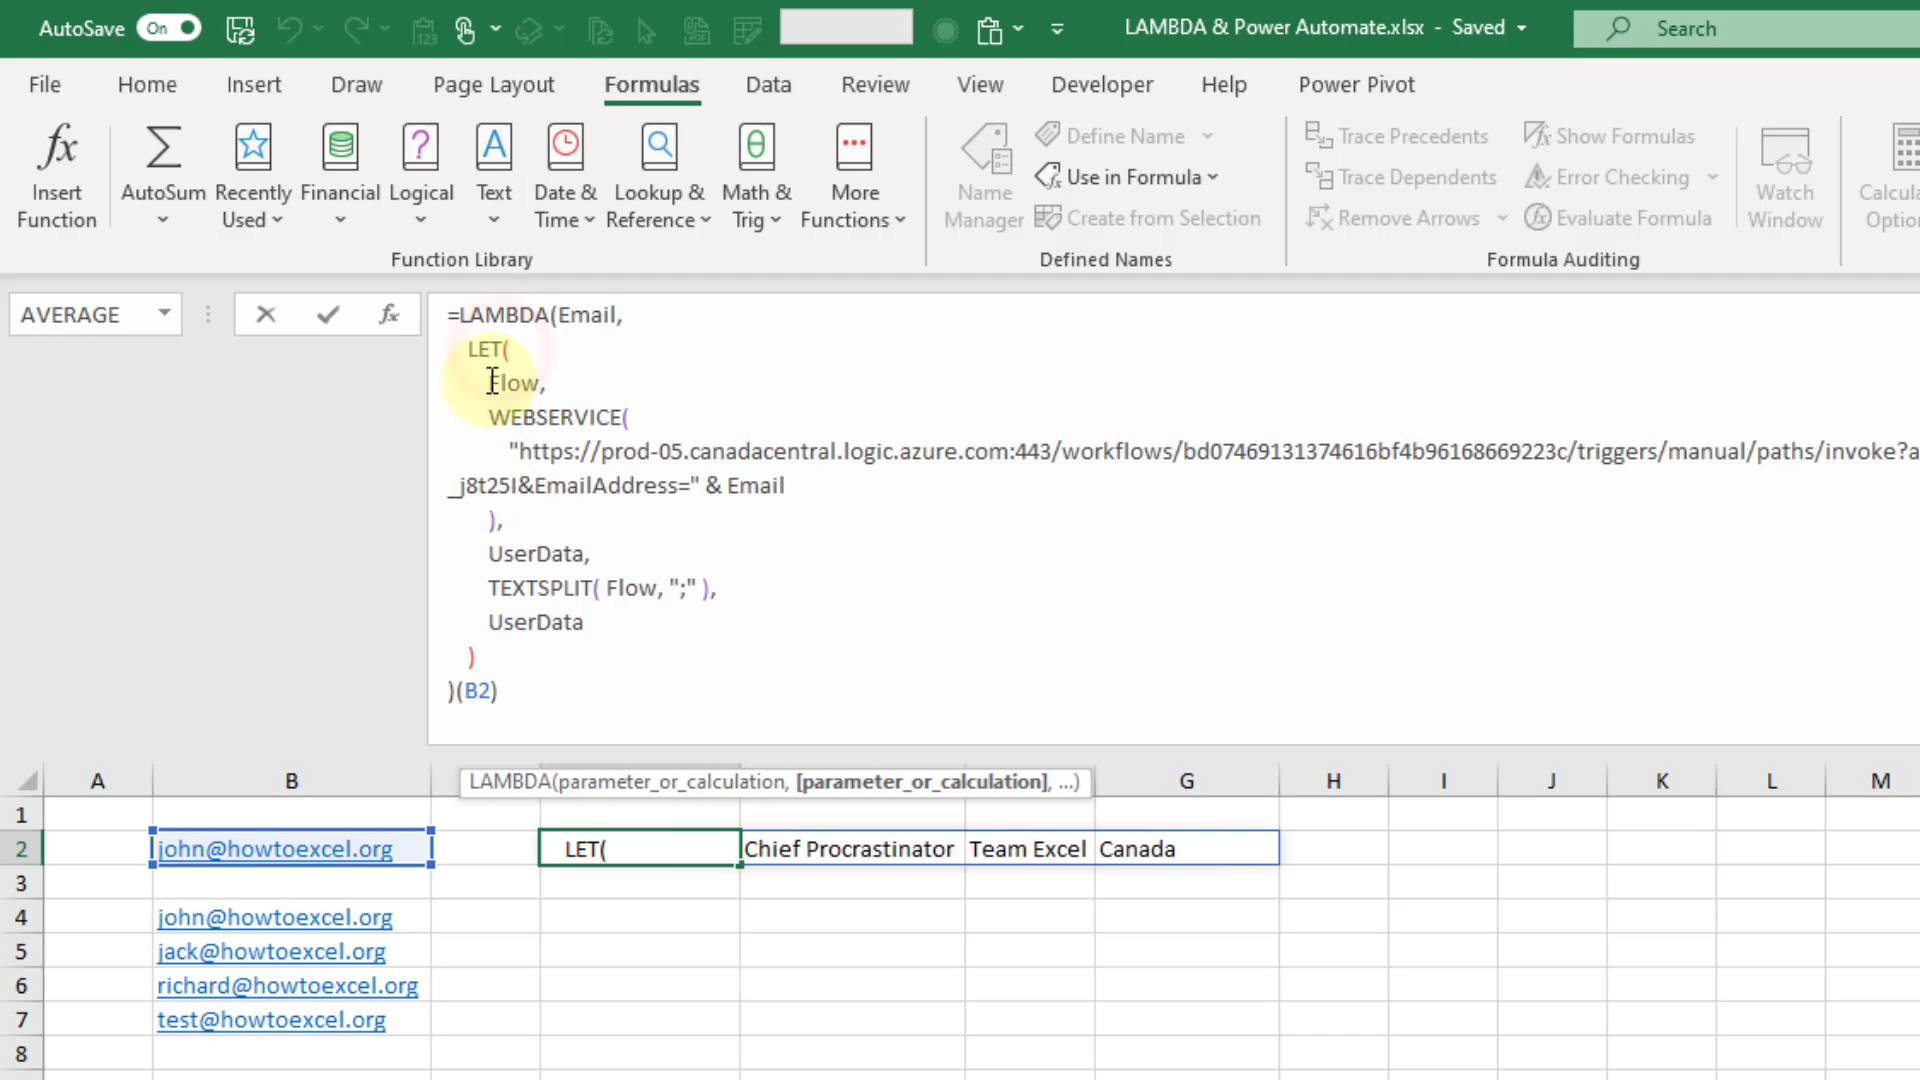 AutoSave On
LAMBDA & Power Automate.xlsx - Saved
Search
File Home Insert Draw Page Layout Formulas Data Review View Developer Help Power Pivot
fx Insert Function
AutoSum
Recently Used
Financial
Logical
Text
Date & Time
Lookup & Reference
Math & Trig
More Functions
Function Library
Name Manager
Define Name
Use in Formula
Create from Selection
Defined Names
Trace Precedents
Trace Dependents
Remove Arrows
Show Formulas
Error Checking
Evaluate Formula
Formula Auditing
Watch Window
AVERAGE
fx
=LAMBDA(Email,
LET(
Flow,
WEBSERVICE(
"https://prod-05.canadacentral.logic.azure.com:443/workflows/bd07469131374616bf4b96168669223c/triggers/manual/paths/invoke?a
_j8t25I&EmailAddress=" & Email
),
UserData,
TEXTSPLIT( Flow, ";" ),
UserData
)
)(B2)
LAMBDA(parameter_or_calculation, [parameter_or_calculation], ...)
A B G H I J K L M
1
2 john@howtoexcel.org LET( Chief Procrastinator Team Excel Canada
3
4 john@howtoexcel.org
5 jack@howtoexcel.org
6 richard@howtoexcel.org
7 test@howtoexcel.org
8